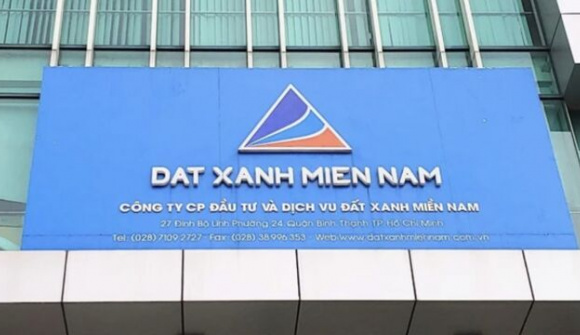 DAT XANH MIEN NAM
CÔNG TY CP ĐẦU TƯ VÀ DỊCH VỤ ĐẤT XANH MIỀN NAM
27 Đinh Bộ Lĩnh Phường 24, Quận Bình Thạnh TP. Hồ Chí Minh
Tel: (028) 7109 2727 - Fax: (028) 38 996 353 - Web: www.datxanhmiennam.com.vn